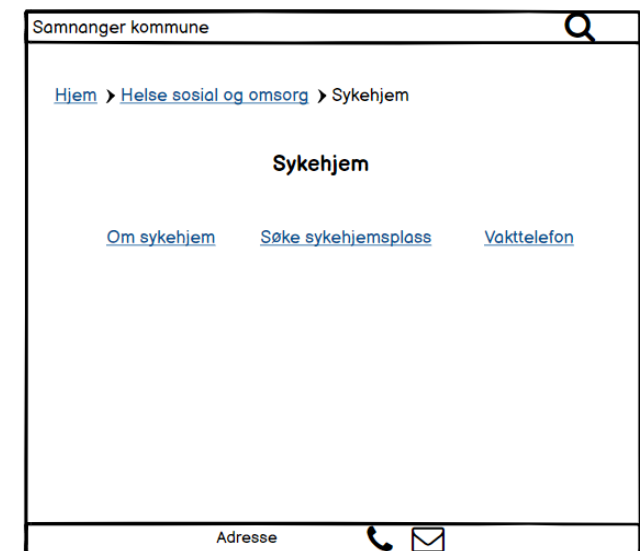 Samnanger kommune
Hjem > Helse sosial og omsorg > Sykehjem
Sykehjem
Om sykehjem Søke sykehjemsplass Vakttelefon
Adresse